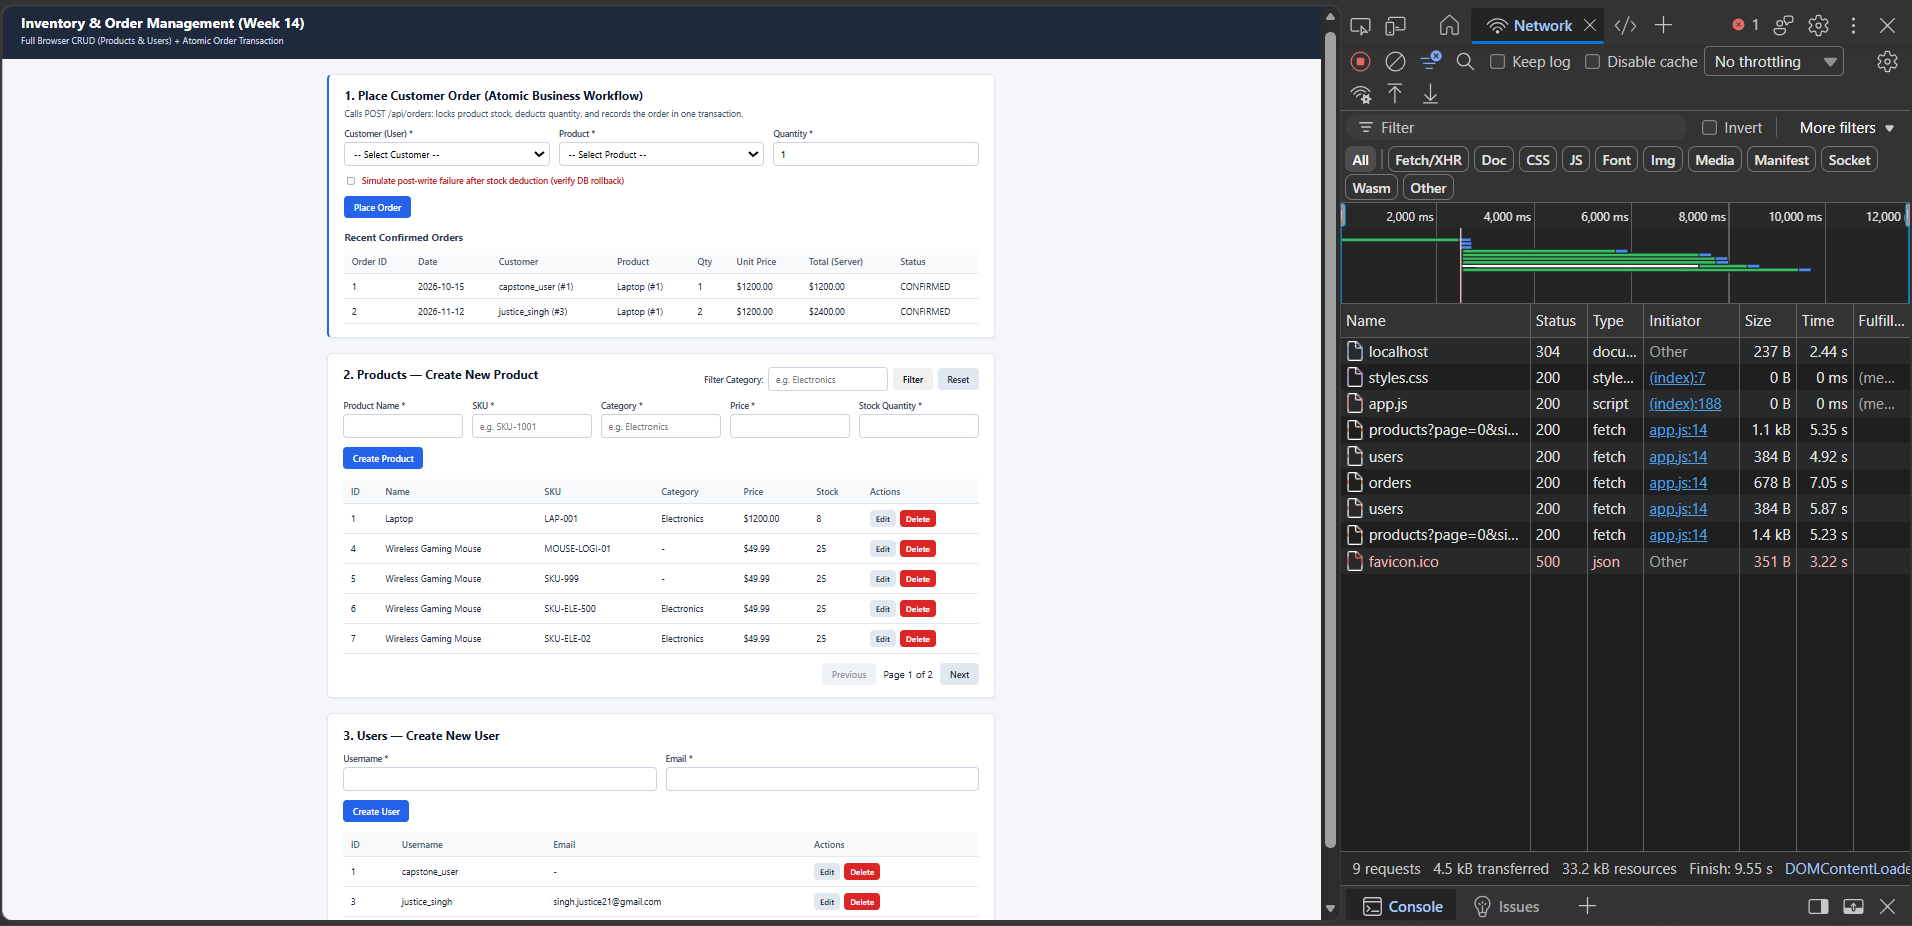 Inventory & Order Management (Week 14)
Full Browser CRUD (Products & Users) + Atomic Order Transaction
1. Place Customer Order (Atomic Business Workflow)
Calls POST /api/orders: locks product stock, deducts quantity, and records the order in one transaction.
Customer (User) * Product * Quantity *
-- Select Customer -- -- Select Product -- 1
Simulate post-write failure after stock deduction (verify DB rollback)
Place Order
Recent Confirmed Orders
Order ID Date Customer Product Qty Unit Price Total (Server) Status
1 2026-10-15 capstone_user (#1) Laptop (#1) 1 $1200.00 $1200.00 CONFIRMED
2 2026-11-12 justice_singh (#3) Laptop (#1) 2 $1200.00 $2400.00 CONFIRMED
2. Products — Create New Product
Filter Category: e.g. Electronics Filter Reset
Product Name * SKU * Category * Price * Stock Quantity *
e.g. SKU-1001 e.g. Electronics
Create Product
ID Name SKU Category Price Stock Actions
1 Laptop LAP-001 Electronics $1200.00 8 Edit Delete
4 Wireless Gaming Mouse MOUSE-LOGI-01 - $49.99 25 Edit Delete
5 Wireless Gaming Mouse SKU-999 - $49.99 25 Edit Delete
6 Wireless Gaming Mouse SKU-ELE-500 Electronics $49.99 25 Edit Delete
7 Wireless Gaming Mouse SKU-ELE-02 Electronics $49.99 25 Edit Delete
Previous Page 1 of 2 Next
3. Users — Create New User
Username * Email *
Create User
ID Username Email Actions
1 capstone_user - Edit Delete
3 justice_singh singh.justice21@gmail.com Edit Delete
Network 1
Keep log Disable cache No throttling
Filter Invert More filters
All Fetch/XHR Doc CSS JS Font Img Media Manifest Socket
Wasm Other
2,000 ms 4,000 ms 6,000 ms 8,000 ms 10,000 ms 12,000
Name Status Type Initiator Size Time Fulfill...
localhost 304 docu... Other 237 B 2.44 s
styles.css 200 style... (index):7 0 B 0 ms (me...
app.js 200 script (index):188 0 B 0 ms (me...
products?page=0&si... 200 fetch app.js:14 1.1 kB 5.35 s
users 200 fetch app.js:14 384 B 4.92 s
orders 200 fetch app.js:14 678 B 7.05 s
users 200 fetch app.js:14 384 B 5.87 s
products?page=0&si... 200 fetch app.js:14 1.4 kB 5.23 s
favicon.ico 500 json Other 351 B 3.22 s
9 requests 4.5 kB transferred 33.2 kB resources Finish: 9.55 s DOMContentLoade
Console Issues